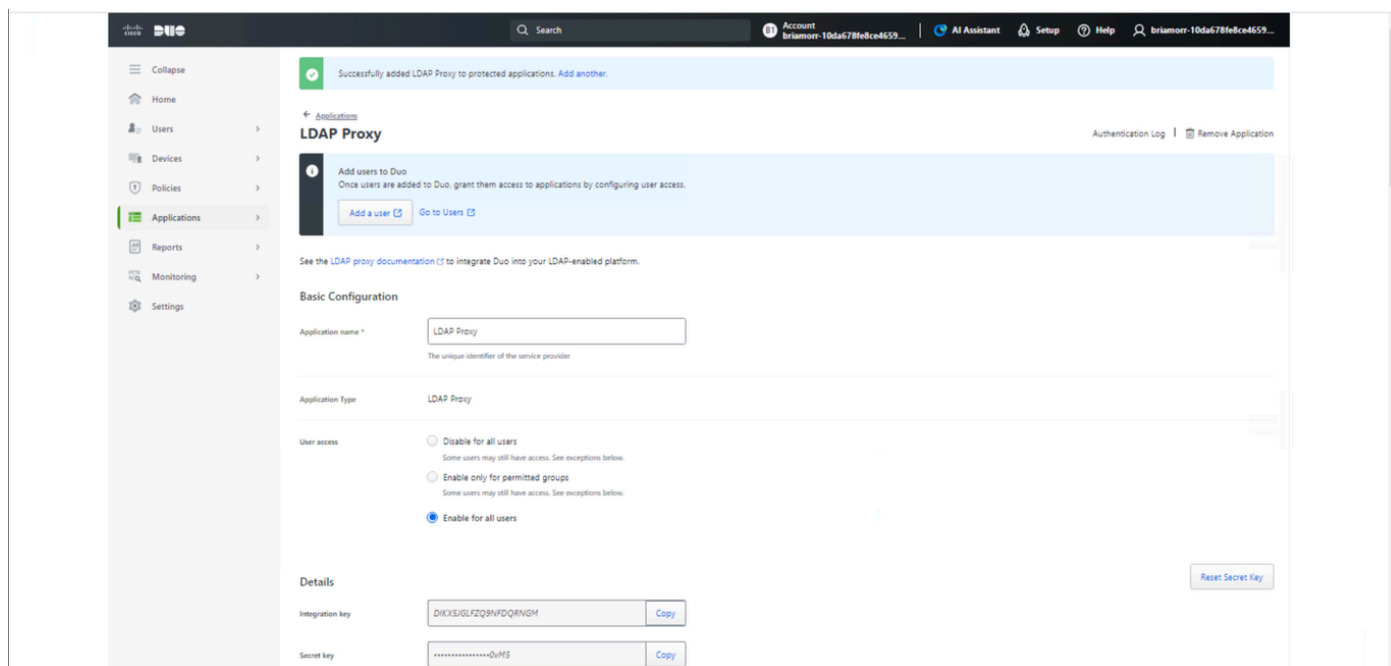 cisco DUO
Search
B1 Account
briamorr-10da678fe8ce4659...
AI Assistant
Setup
Help
briamorr-10da678fe8ce4659...
Collapse
Home
Users
Devices
Policies
Applications
Reports
Monitoring
Settings
Successfully added LDAP Proxy to protected applications. Add another.
Applications
LDAP Proxy
Authentication Log
Remove Application
Add users to Duo
Once users are added to Duo, grant them access to applications by configuring user access.
Add a user
Go to Users
See the LDAP proxy documentation to integrate Duo into your LDAP-enabled platform.
Basic Configuration
Application name *
LDAP Proxy
The unique identifier of the service provider
Application Type
LDAP Proxy
User access
Disable for all users
Some users may still have access. See exceptions below.
Enable only for permitted groups
Some users may still have access. See exceptions below.
Enable for all users
Details
Reset Secret Key
Integration key
DIKXSJGLFZQ9NFDQRNGM
Copy
Secret key
••••••••••••••••0vMS
Copy